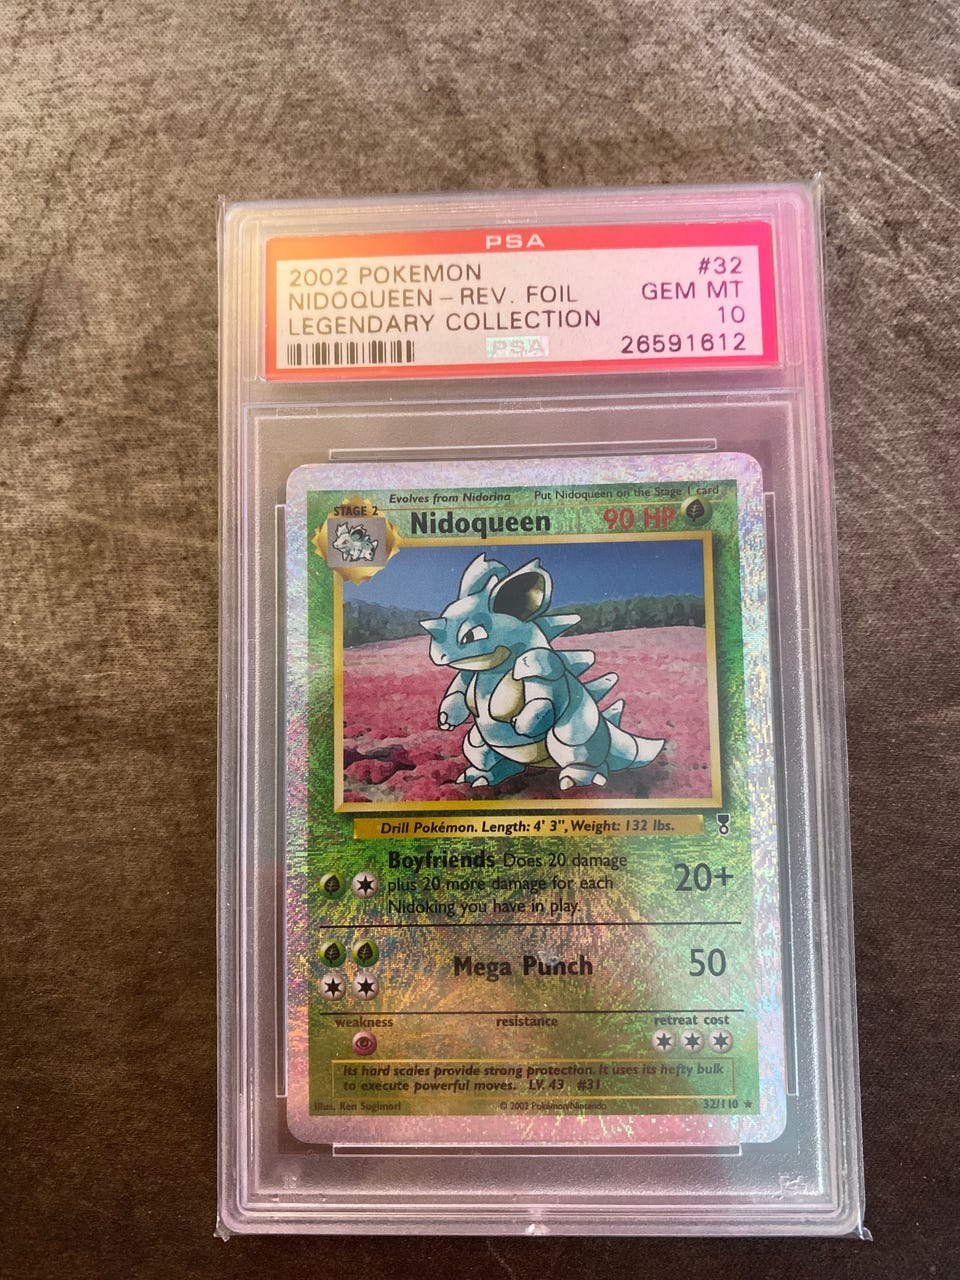 PSA
2002 POKEMON #32
NIDOQUEEN – REV. FOIL GEM MT
LEGENDARY COLLECTION 10
PSA 26591612
Evolves from Nidorina Put Nidoqueen on the Stage 1 card
STAGE 2
Nidoqueen 90 HP
Drill Pokémon. Length: 4' 3", Weight: 132 lbs.
Boyfriends Does 20 damage
plus 20 more damage for each 20+
Nidoking you have in play.
Mega Punch 50
weakness resistance retreat cost
Its hard scales provide strong protection. It uses its hefty bulk
to execute powerful moves. LV. 43 #31
Illus. Ken Sugimori © 2002 Pokémon/Nintendo 32/110 ★